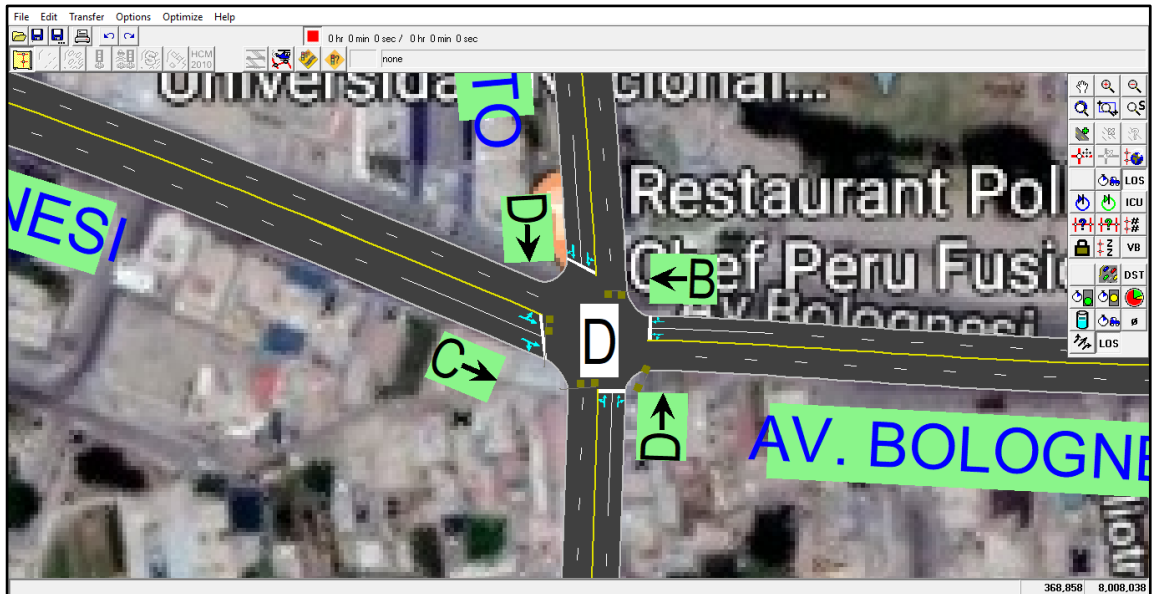 File Edit Transfer Options Optimize Help
0 hr 0 min 0 sec / 0 hr 0 min 0 sec
HCM
2010
none
Universida N cional...
TO
Restaurant Pol
NESI
D
Chef Peru Fusio
B
Av Bolognesi
D
C
D
AV. BOLOGNE
Motr
S
LOS
ICU
#
#
Z
Z
VB
DST
ø
LOS
368,858 8,008,038